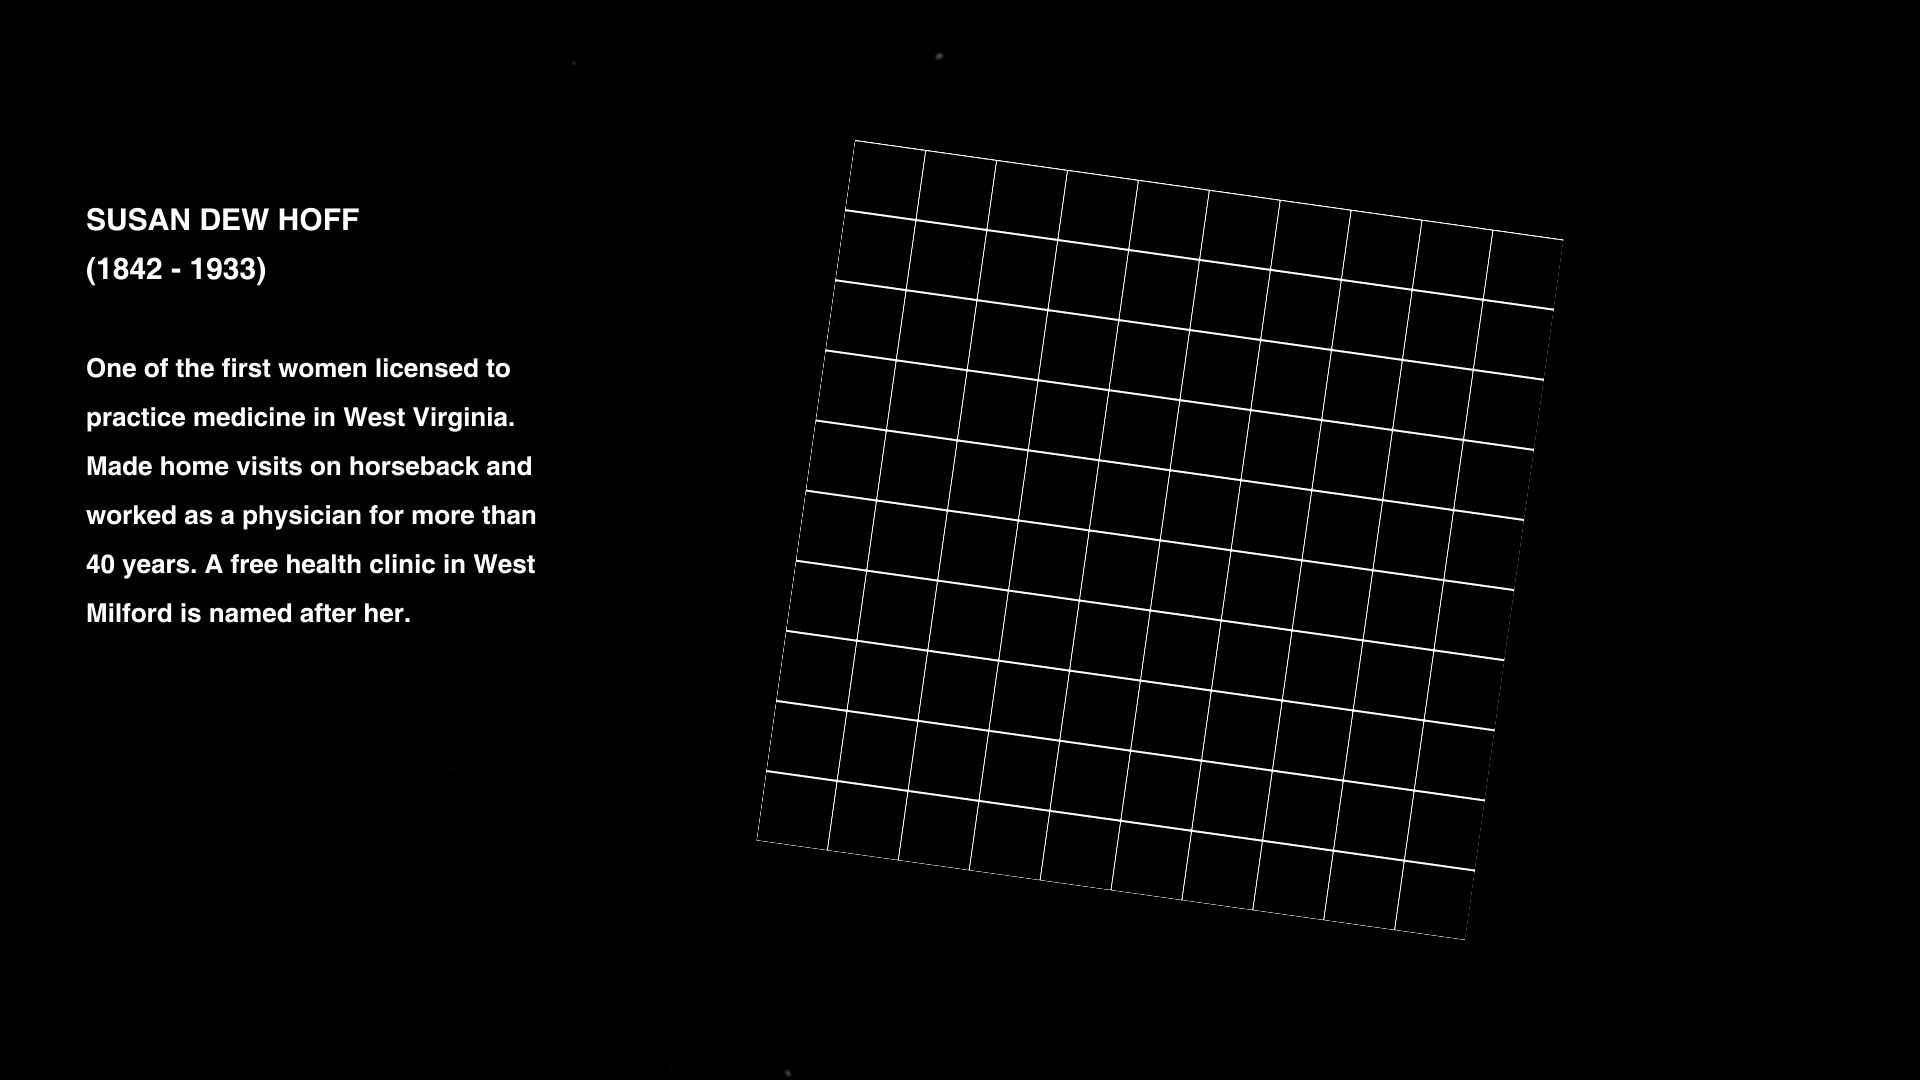 SUSAN DEW HOFF
(1842 - 1933)
One of the first women licensed to
practice medicine in West Virginia.
Made home visits on horseback and
worked as a physician for more than
40 years. A free health clinic in West
Milford is named after her.